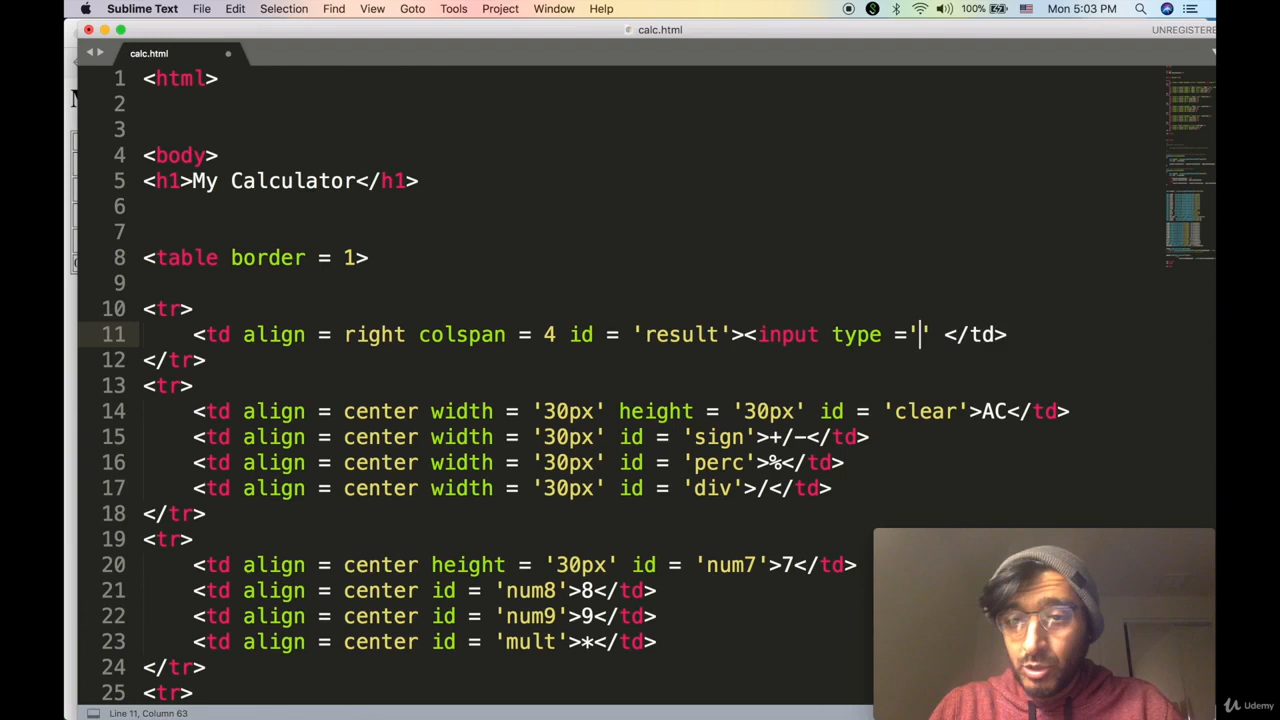 Sublime Text File Edit Selection Find View Goto Tools Project Window Help 100% Mon 5:03 PM
calc.html UNREGISTERE
calc.html
1 <html>
2
3
4 <body>
5 <h1>My Calculator</h1>
6
7
8 <table border = 1>
9
10 <tr>
11 <td align = right colspan = 4 id = 'result'><input type ='' </td>
12 </tr>
13 <tr>
14 <td align = center width = '30px' height = '30px' id = 'clear'>AC</td>
15 <td align = center width = '30px' id = 'sign'>+/-</td>
16 <td align = center width = '30px' id = 'perc'>%</td>
17 <td align = center width = '30px' id = 'div'>/</td>
18 </tr>
19 <tr>
20 <td align = center height = '30px' id = 'num7'>7</td>
21 <td align = center id = 'num8'>8</td>
22 <td align = center id = 'num9'>9</td>
23 <td align = center id = 'mult'>*</td>
24 </tr>
25 <tr>
Line 11, Column 63
Udemy